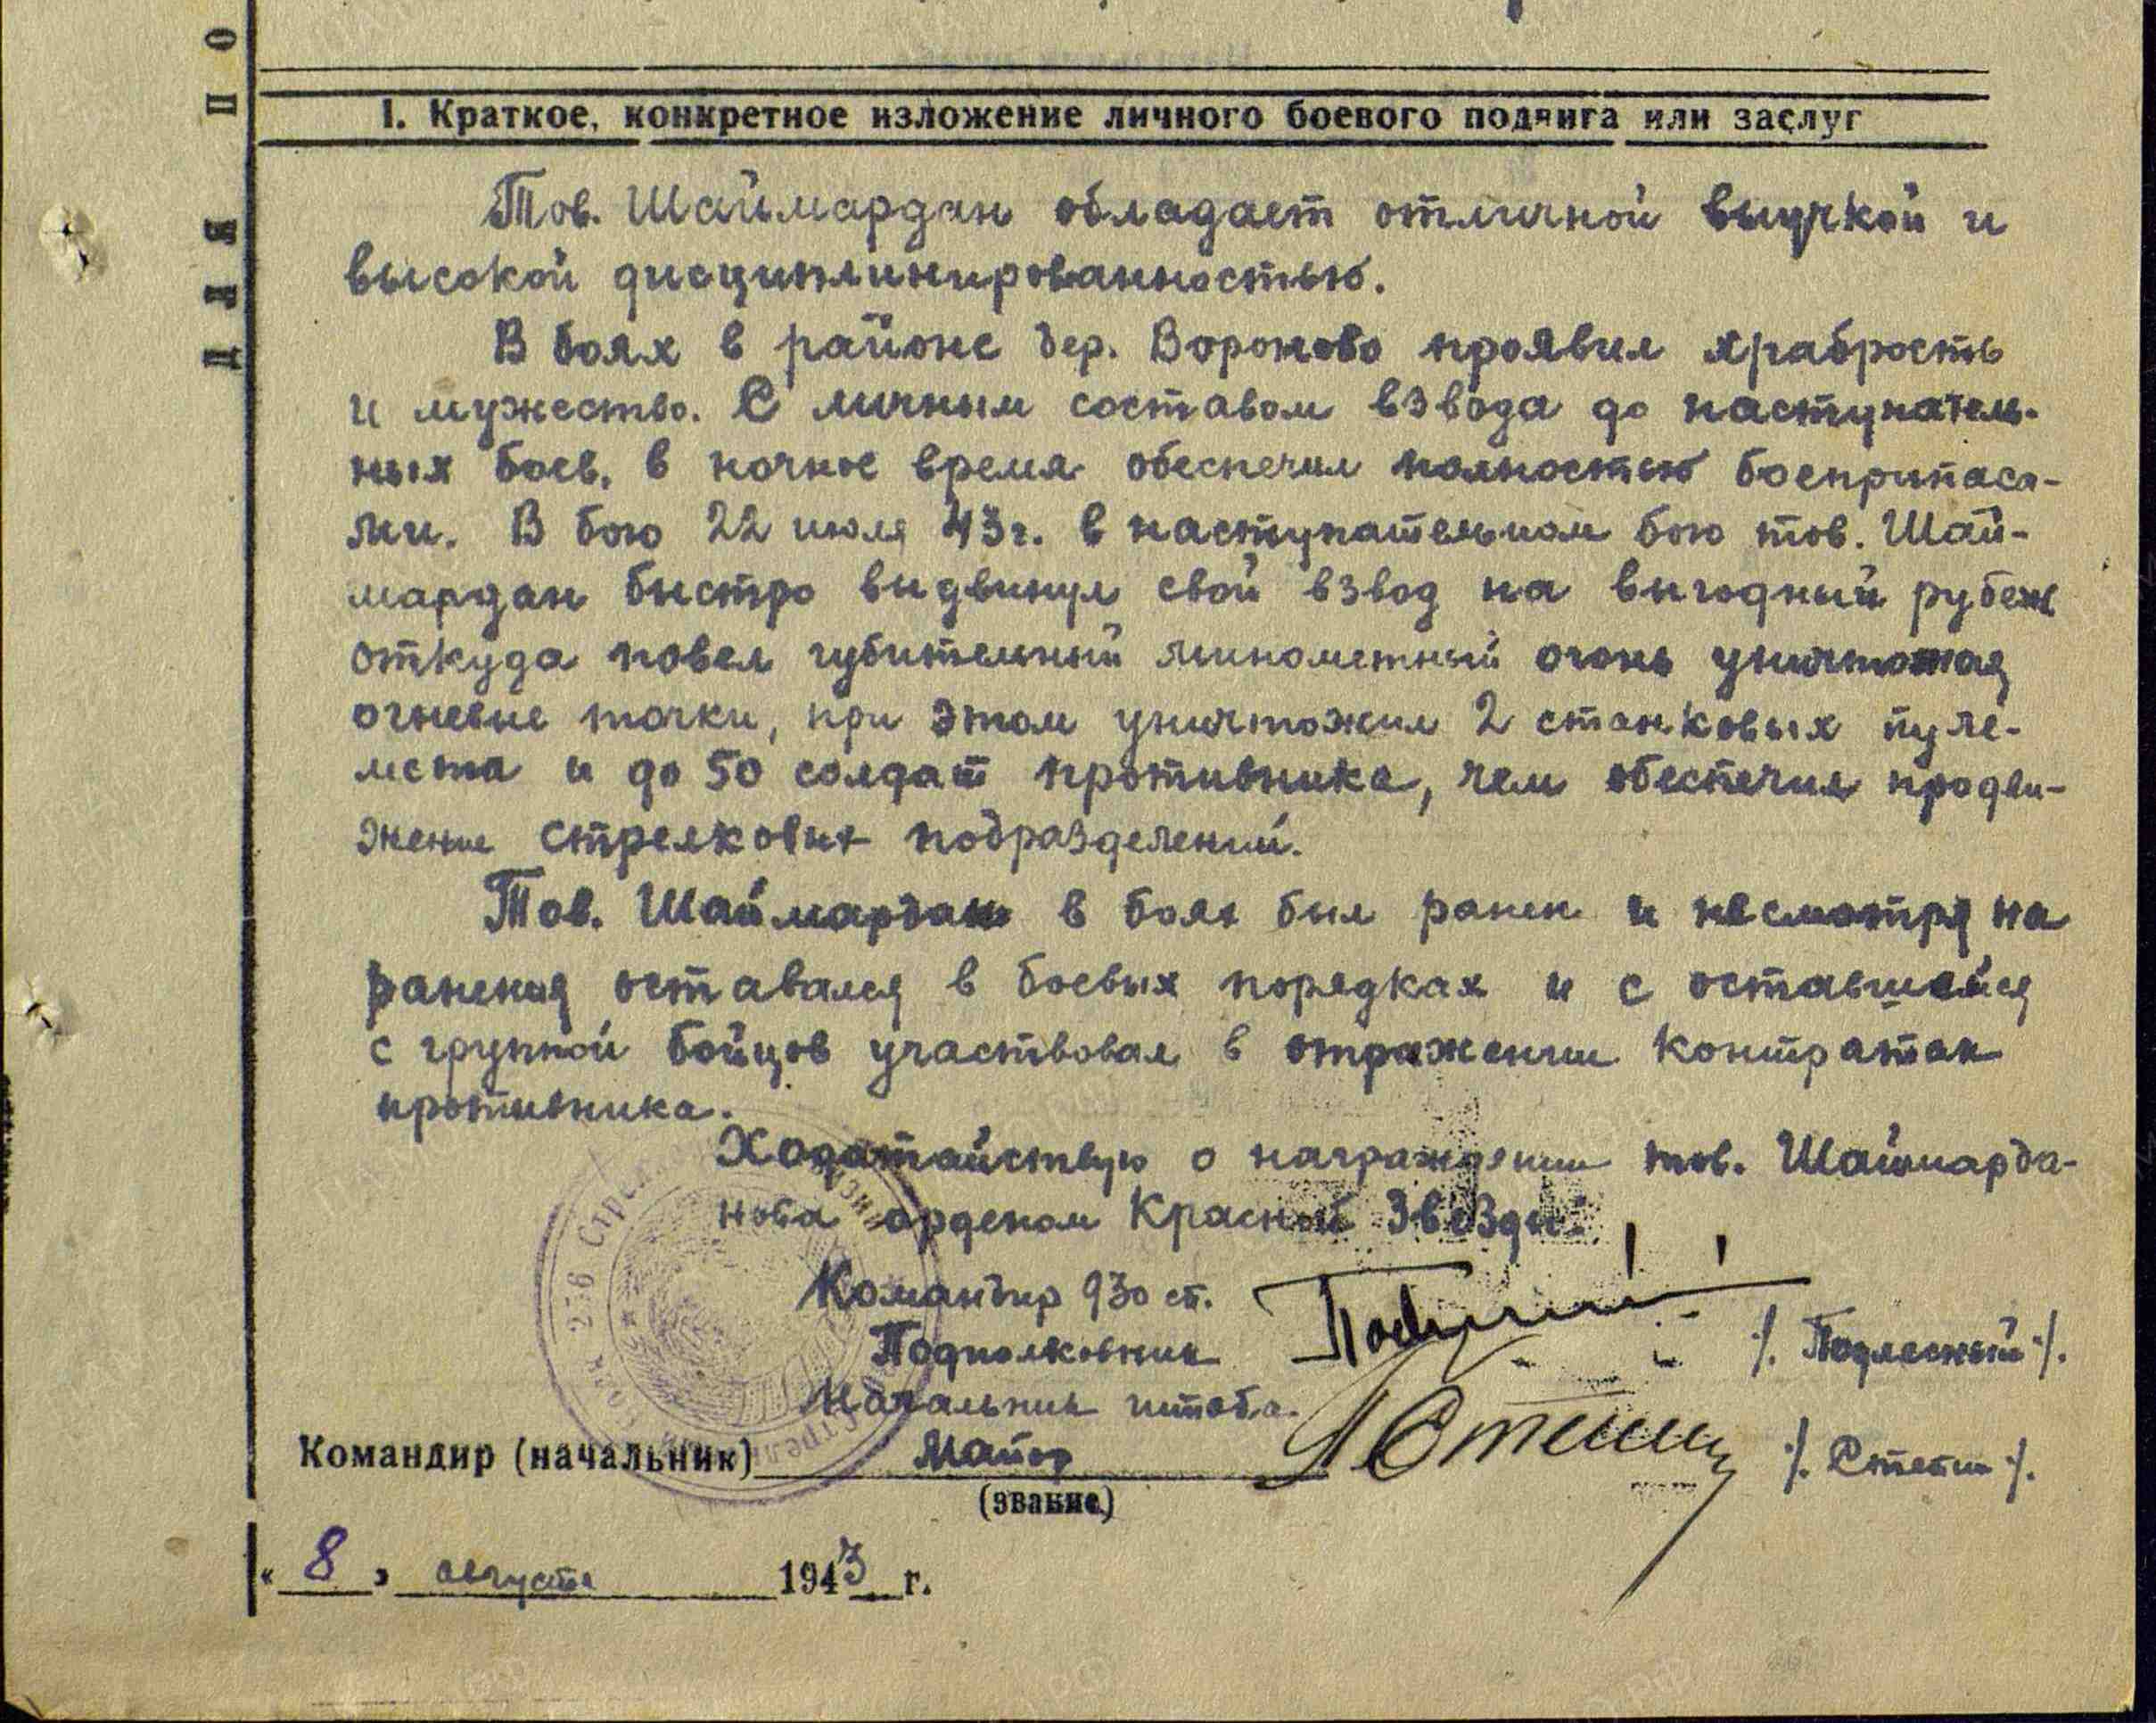 I. Краткое, конкретное изложение личного боевого подвига или заслуг
Тов. Шаймардан обладает отличной выучкой и
высокой дисциплинированностью.
В боях в районе дер. Вороново проявил храбрость
и мужество. С личным составом взвода до наступатель-
ных боев, в ночное время обеспечил полностью боеприпаса-
ми. В бою 22 июля 43г. в наступательном бою тов. Шай-
мардан быстро выдвинул свой взвод на выгодный рубеж
откуда повел губительный минометный огонь уничтожая
огневые точки, при этом уничтожил 2 станковых пуле-
мета и до 50 солдат противника, чем обеспечил продви-
жение стрелковых подразделений.
Тов. Шаймардан в боях был ранен и несмотря на
ранения оставался в боевых порядках и с оставшейся
с группой бойцов участвовал в отражении контратак
противника.
Ходатайствую о награждении тов. Шаймарда-
нова орденом Красной Звезды.
Командир 930 сп.
Подполковник /. Подлесный /.
Начальник штаба.
Командир (начальник) Майор /. Степин /.
(звание)
« 8 » августа 1943 г.